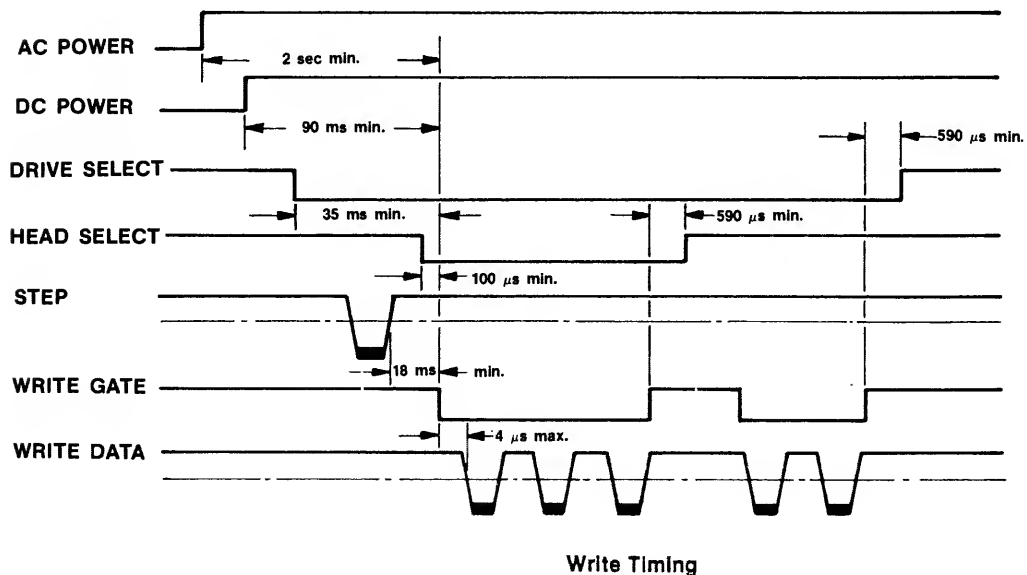 AC POWER
2 sec min.
DC POWER
90 ms min.
590 μs min.
DRIVE SELECT
35 ms min.
590 μs min.
HEAD SELECT
100 μs min.
STEP
18 ms min.
WRITE GATE
4 μs max.
WRITE DATA
Write Timing